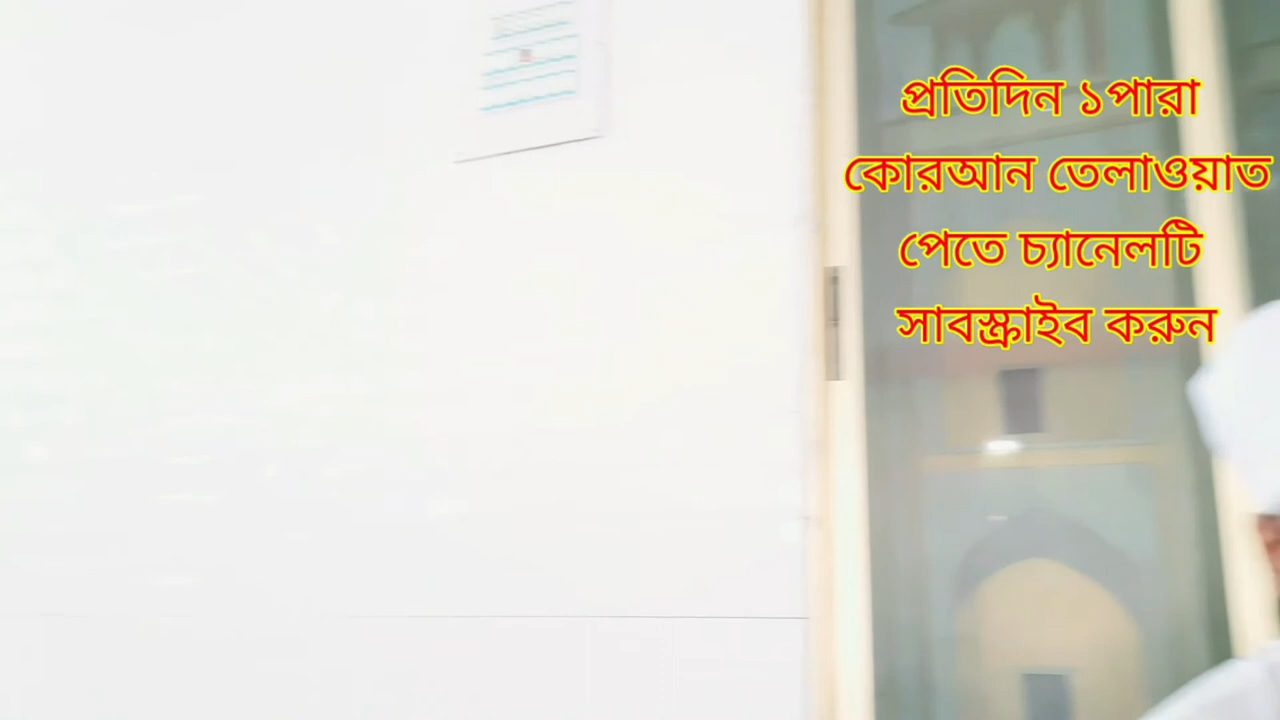 প্রতিদিন ১পারা
কোরআন তেলাওয়াত
পেতে চ্যানেলটি
সাবস্ক্রাইব করুন